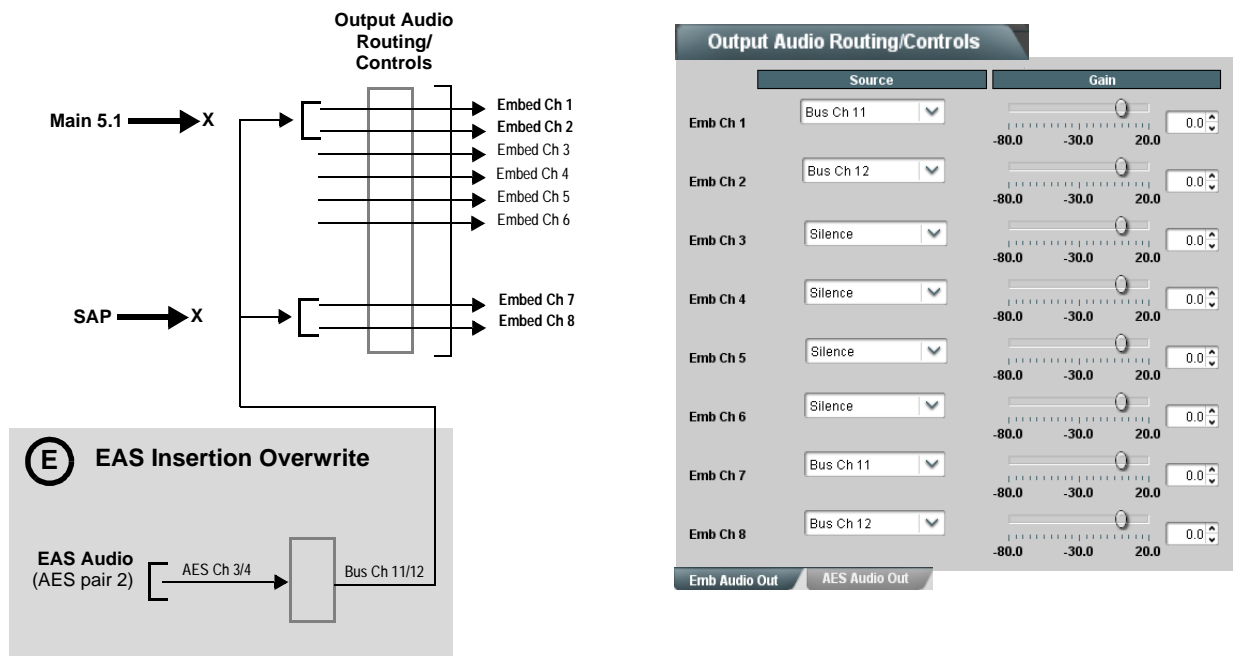 Output Audio
Routing/
Controls
Main 5.1
X
Embed Ch 1
Embed Ch 2
Embed Ch 3
Embed Ch 4
Embed Ch 5
Embed Ch 6
SAP
X
Embed Ch 7
Embed Ch 8
E
EAS Insertion Overwrite
EAS Audio
(AES pair 2)
AES Ch 3/4
Bus Ch 11/12
Output Audio Routing/Controls
Source Gain
Emb Ch 1 Bus Ch 11 0.0
-80.0 -30.0 20.0
Emb Ch 2 Bus Ch 12 0.0
-80.0 -30.0 20.0
Emb Ch 3 Silence 0.0
-80.0 -30.0 20.0
Emb Ch 4 Silence 0.0
-80.0 -30.0 20.0
Emb Ch 5 Silence 0.0
-80.0 -30.0 20.0
Emb Ch 6 Silence 0.0
-80.0 -30.0 20.0
Emb Ch 7 Bus Ch 11 0.0
-80.0 -30.0 20.0
Emb Ch 8 Bus Ch 12 0.0
-80.0 -30.0 20.0
Emb Audio Out AES Audio Out